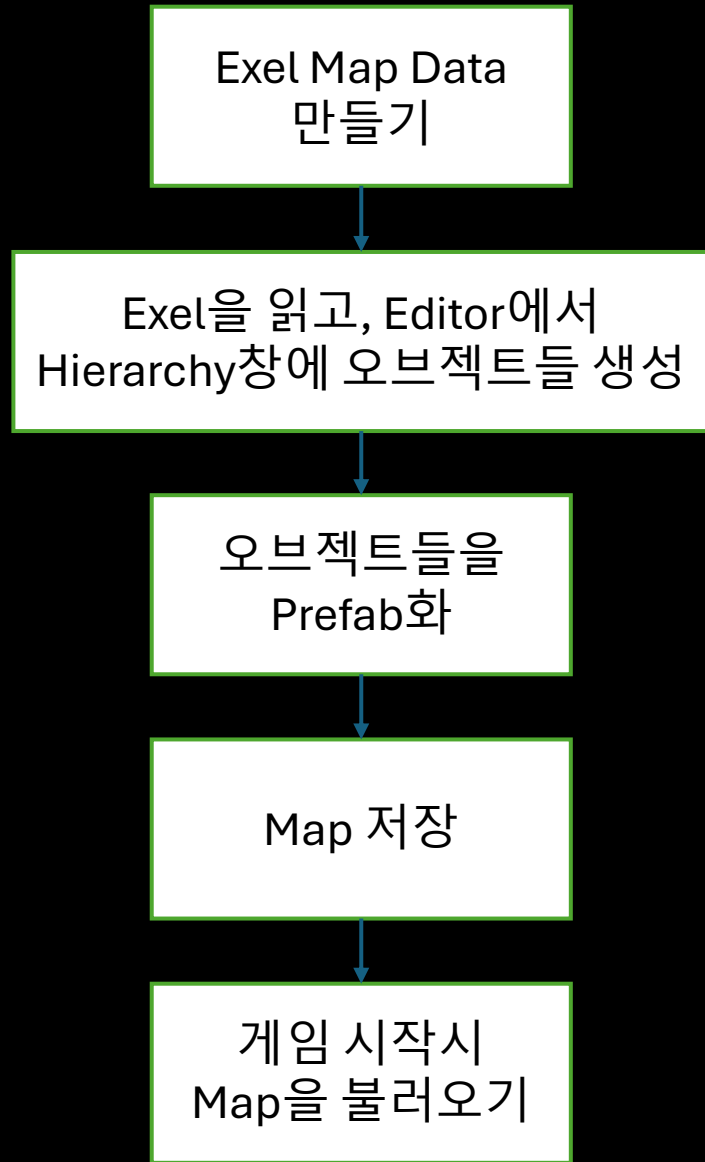 Exel Map Data
만들기
Exel을 읽고, Editor에서
Hierarchy창에 오브젝트들 생성
오브젝트들을
Prefab화
Map 저장
게임 시작시
Map을 불러오기